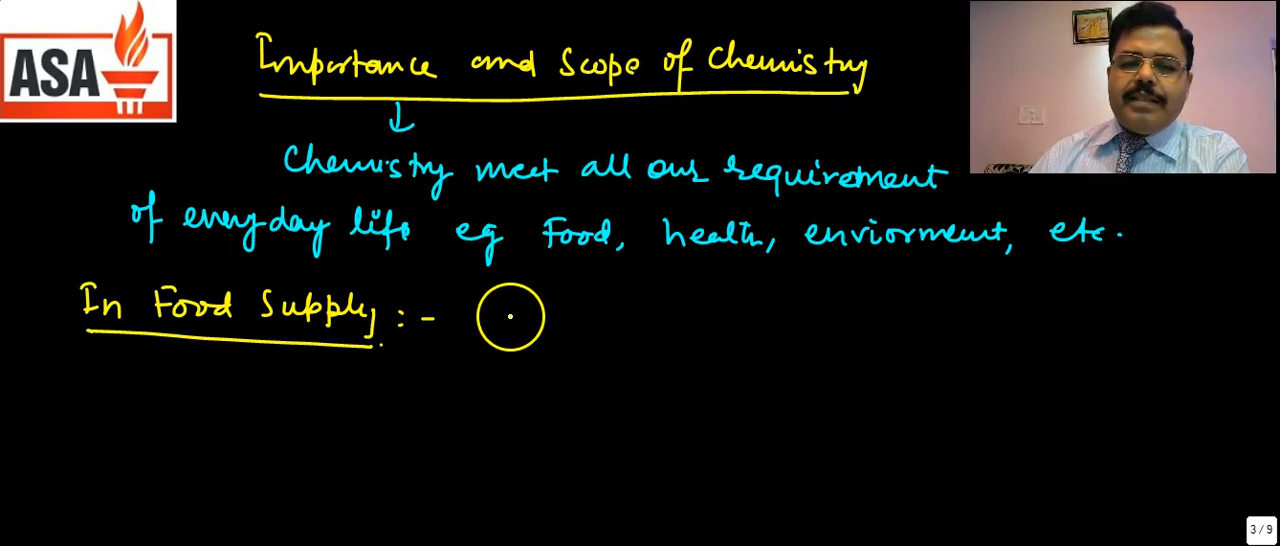 ASA
Importance and Scope of Chemistry
Chemistry meet all our requirement
of everyday life eg Food, health, enviorment, etc.
In Food Supply :-
3/9